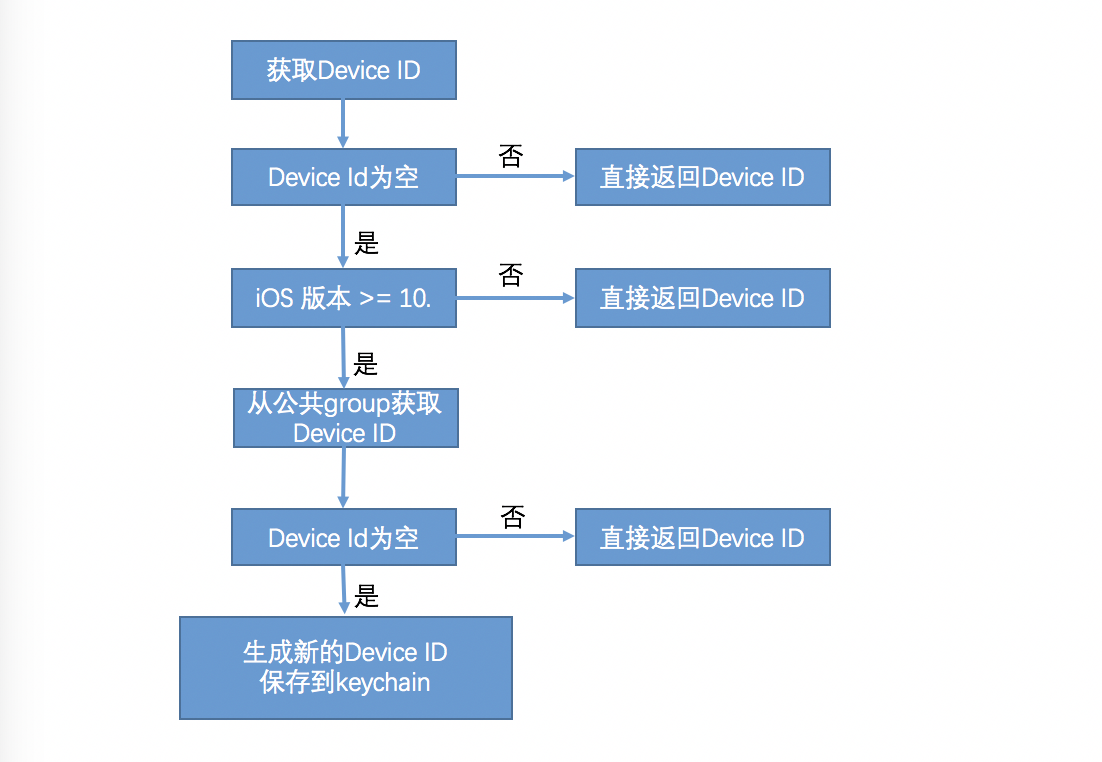 获取Device ID
Device Id为空
否
直接返回Device ID
是
iOS 版本 >= 10.
否
直接返回Device ID
是
从公共group获取
Device ID
Device Id为空
否
直接返回Device ID
是
生成新的Device ID
保存到keychain